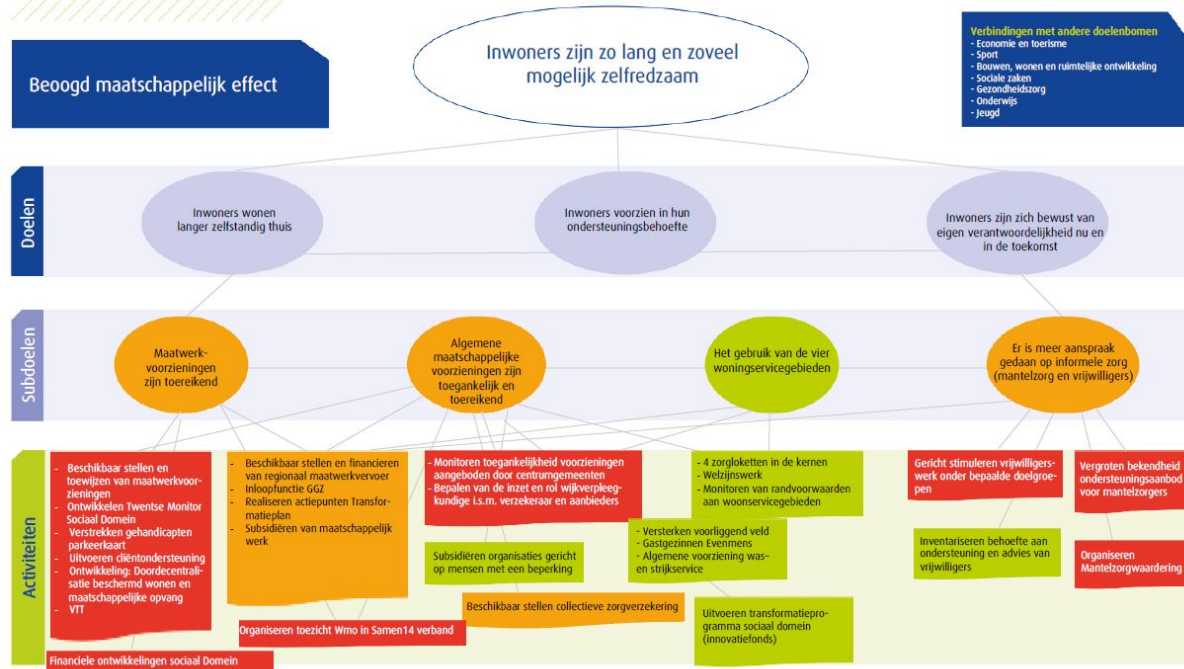 Beoogd maatschappelijk effect
Inwoners zijn zo lang en zoveel
mogelijk zelfredzaam
Verbindingen met andere doelenbomen
- Economie en toerisme
- Sport
- Bouwen, wonen en ruimtelijke ontwikkeling
- Sociale zaken
- Gezondheidszorg
- Onderwijs
- Jeugd
Doelen
Inwoners wonen
langer zelfstandig thuis
Inwoners voorzien in hun
ondersteuningsbehoefte
Inwoners zijn zich bewust van
eigen verantwoordelijkheid nu en
in de toekomst
Subdoelen
Maatwerk-
voorzieningen
zijn toereikend
Algemene
maatschappelijke
voorzieningen zijn
toegankelijk en
toereikend
Het gebruik van de vier
woningservicegebieden
Er is meer aanspraak
gedaan op informele zorg
(mantelzorg en vrijwilligers)
Activiteiten
- Beschikbaar stellen en
toewijzen van maatwerkvoor-
zieningen
- Ontwikkelen Twentse Monitor
Sociaal Domein
- Verstrekken gehandicapten
parkeerkaart
- Uitvoeren cliëntondersteuning
- Ontwikkeling: Doordecentrali-
satie beschermd wonen en
maatschappelijke opvang
- VTT
Financiele ontwikkelingen sociaal Domein
- Beschikbaar stellen en financieren
van regionaal maatwerkvervoer
- Inloopfunctie GGZ
- Realiseren actiepunten Transfor-
matieplan
- Subsidiëren van maatschappelijk
werk
Organiseren toezicht Wmo in Samen14 verband
- Monitoren toegankelijkheid voorzieningen
aangeboden door centrumgemeenten
- Bepalen van de inzet en rol wijkverpleeg-
kundige i.s.m. verzekeraar en aanbieders
Subsidiëren organisaties gericht
op mensen met een beperking
Beschikbaar stellen collectieve zorgverzekering
- 4 zorgloketten in de kernen
- Welzijnswerk
- Monitoren van randvoorwaarden
aan woonservicegebieden
- Versterken voorliggend veld
- Gastgezinnen Evenmens
- Algemene voorziening was-
en strijkservice
Uitvoeren transformatiepro-
gramma sociaal domein
(innovatiefonds)
Gericht stimuleren vrijwilligers-
werk onder bepaalde doelgroe-
pen
Inventariseren behoefte aan
ondersteuning en advies van
vrijwilligers
Vergroten bekendheid
ondersteuningsaanbod
voor mantelzorgers
Organiseren
Mantelzorgwaardering